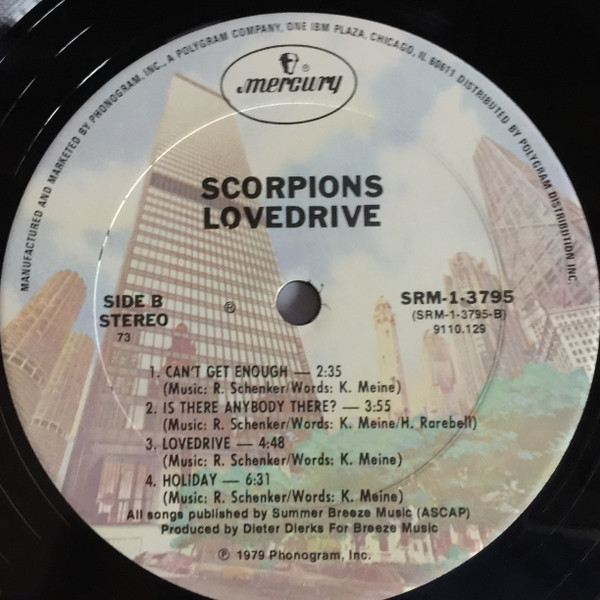 MANUFACTURED AND MARKETED BY PHONOGRAM, INC., A POLYGRAM COMPANY, ONE IBM PLAZA, CHICAGO, IL 60611 DISTRIBUTED BY POLYGRAM DISTRIBUTION INC.
mercury ®
SCORPIONS
LOVEDRIVE
SIDE B
STEREO
73
®
SRM-1-3795
(SRM-1-3795-B)
9110.129
1. CAN'T GET ENOUGH — 2:35
(Music: R. Schenker/Words: K. Meine)
2. IS THERE ANYBODY THERE? — 3:55
(Music: R. Schenker/Words: K. Meine/H. Rarebell)
3. LOVEDRIVE — 4:48
(Music: R. Schenker/Words: K. Meine)
4. HOLIDAY — 6:31
(Music: R. Schenker/Words: K. Meine)
All songs published by Summer Breeze Music (ASCAP)
Produced by Dieter Dierks For Breeze Music
℗ 1979 Phonogram, Inc.